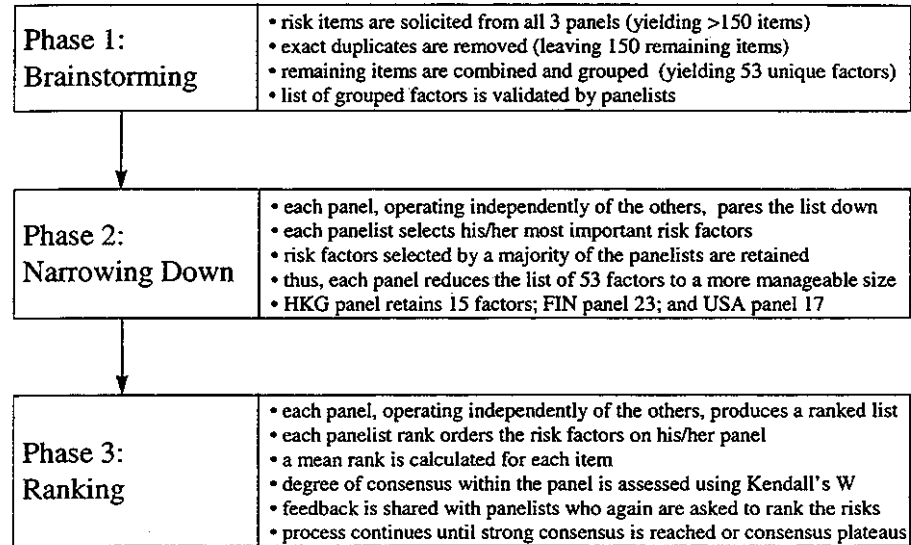 Phase 1:
Brainstorming
• risk items are solicited from all 3 panels (yielding >150 items)
• exact duplicates are removed (leaving 150 remaining items)
• remaining items are combined and grouped (yielding 53 unique factors)
• list of grouped factors is validated by panelists
Phase 2:
Narrowing Down
• each panel, operating independently of the others, pares the list down
• each panelist selects his/her most important risk factors
• risk factors selected by a majority of the panelists are retained
• thus, each panel reduces the list of 53 factors to a more manageable size
• HKG panel retains 15 factors; FIN panel 23; and USA panel 17
Phase 3:
Ranking
• each panel, operating independently of the others, produces a ranked list
• each panelist rank orders the risk factors on his/her panel
• a mean rank is calculated for each item
• degree of consensus within the panel is assessed using Kendall's W
• feedback is shared with panelists who again are asked to rank the risks
• process continues until strong consensus is reached or consensus plateaus